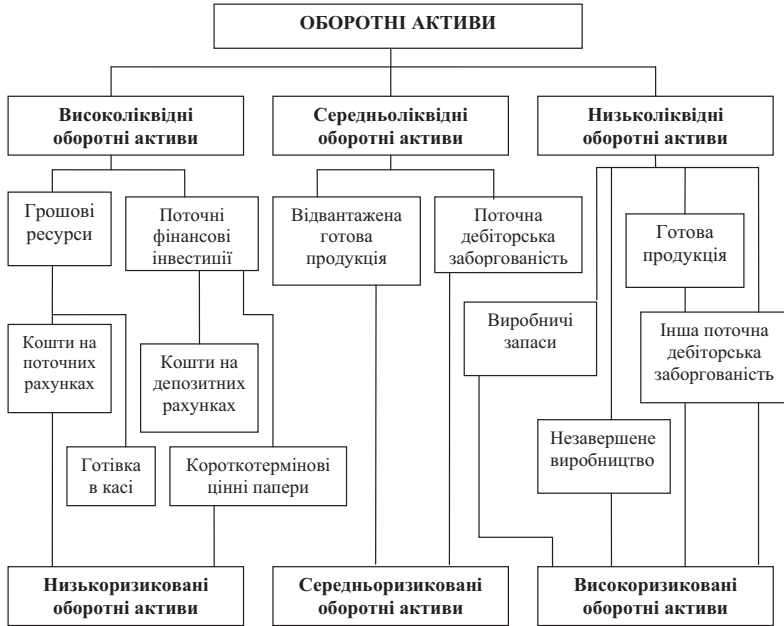 ОБОРОТНІ АКТИВИ
Високоліквідні
оборотні активи
Середньоліквідні
оборотні активи
Низьколіквідні
оборотні активи
Грошові
ресурси
Поточні
фінансові
інвестиції
Відвантажена
готова
продукція
Поточна
дебіторська
заборгованість
Готова
продукція
Виробничі
запаси
Інша поточна
дебіторська
заборгованість
Кошти на
поточних
рахунках
Кошти на
депозитних
рахунках
Незавершене
виробництво
Готівка
в касі
Короткотермінові
цінні папери
Низькоризиковані
оборотні активи
Середньоризиковані
оборотні активи
Високоризиковані
оборотні активи